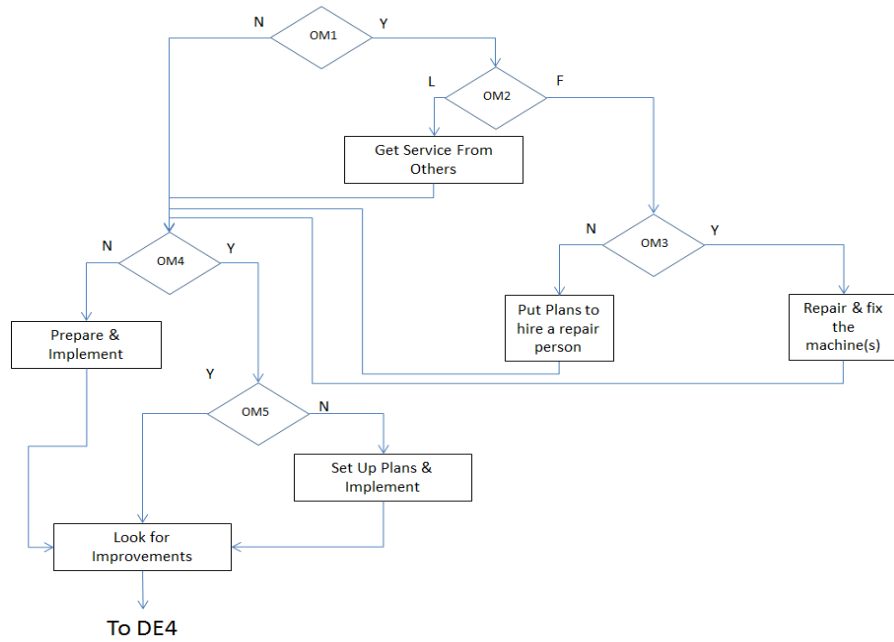 N
OM1
Y
L
OM2
F
Get Service From
Others
N
OM4
Y
N
OM3
Y
Prepare &
Implement
Put Plans to
hire a repair
person
Repair & fix
the
machine(s)
Y
OM5
N
Set Up Plans &
Implement
Look for
Improvements
To DE4